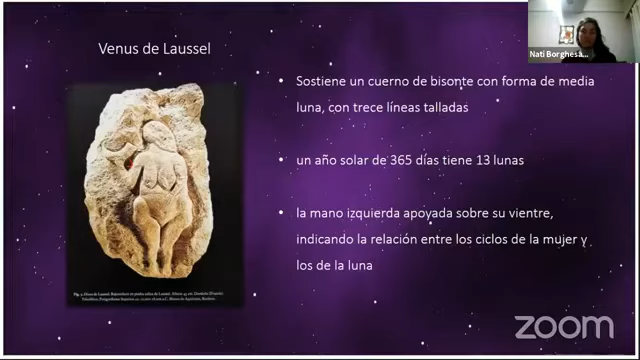 Venus de Laussel
Nati Borghesa...
• Sostiene un cuerno de bisonte con forma de media
luna, con trece líneas talladas
• un año solar de 365 días tiene 13 lunas
• la mano izquierda apoyada sobre su vientre,
indicando la relación entre los ciclos de la mujer y
los de la luna
zoom